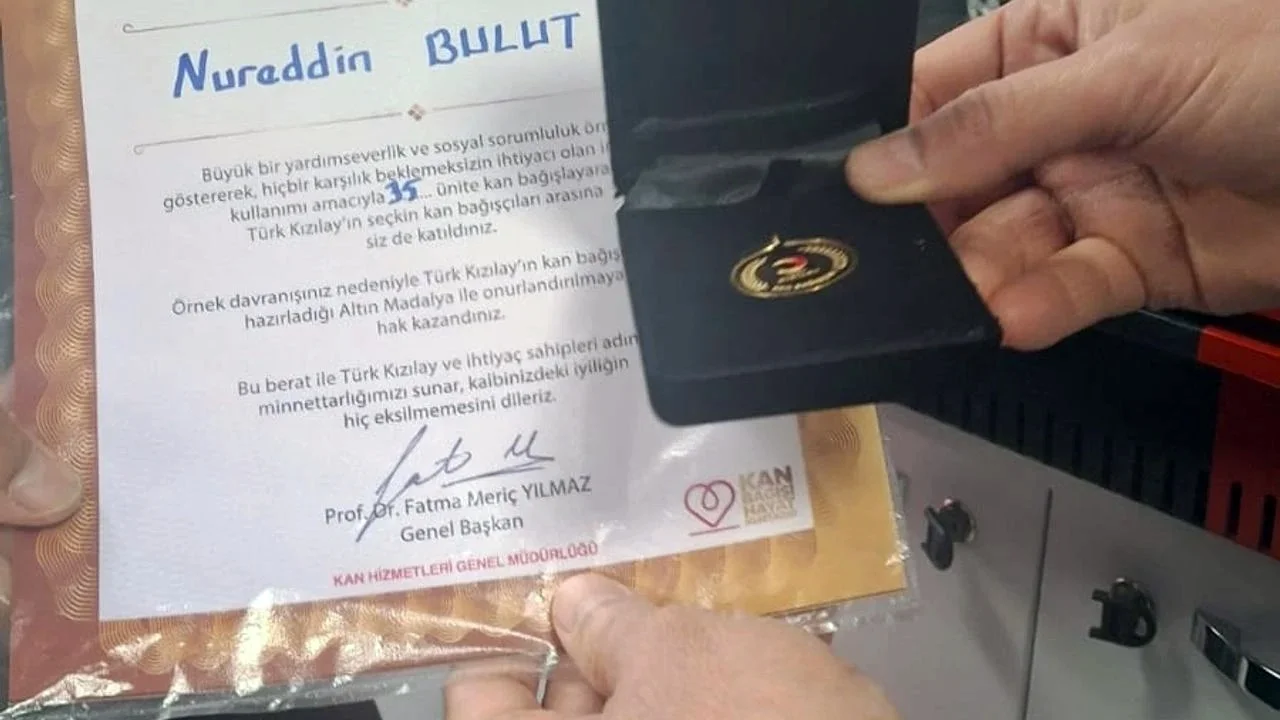 Nureddin BULUT
Büyük bir yardımseverlik ve sosyal sorumluluk
göstererek, hiçbir karşılık beklemeksizin ihtiyacı olan
kullanımı amacıyla 35... ünite kan bağışlayara
Türk Kızılay'ın seçkin kan bağışçıları arasına
siz de katıldınız.
Örnek davranışınız nedeniyle Türk Kızılay'ın kan bağış
hazırladığı Altın Madalya ile onurlandırılmaya
hak kazandınız.
Bu berat ile Türk Kızılay ve ihtiyaç sahipleri adın
minnettarlığımızı sunar, kalbinizdeki iyiliğin
hiç eksilmemesini dileriz.
Prof. Dr. Fatma Meriç YILMAZ
Genel Başkan
KAN
BAĞIŞI
HAYAT
KAN HİZMETLERİ GENEL MÜDÜRLÜĞÜ